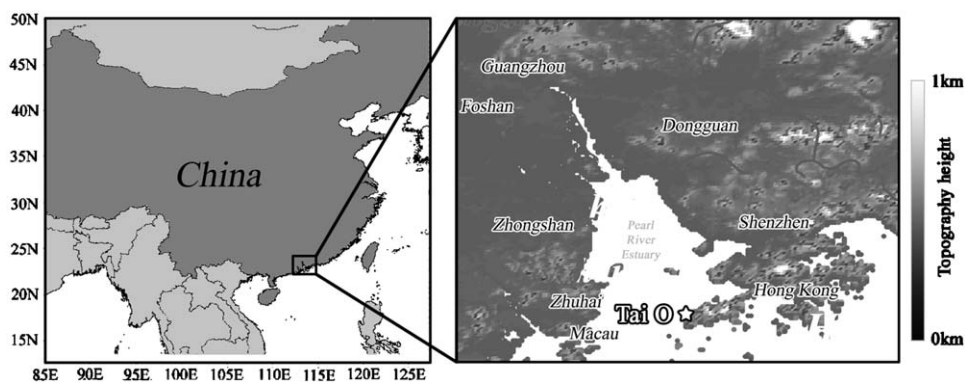 50N
45N
40N
35N
30N
25N
20N
15N
85E 90E 95E 100E 105E 110E 115E 120E 125E
China
Guangzhou
Foshan
Dongguan
Zhongshan
Pearl
River
Estuary
Shenzhen
Zhuhai
Hong Kong
Tai O
Macau
1km
Topography height
0km